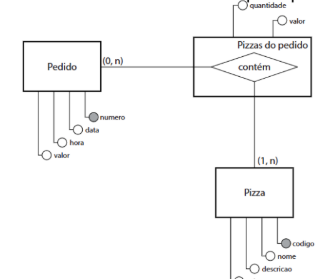 quantidade
valor
Pizzas do pedido
Pedido
(0, n)
contém
numero
data
hora
valor
(1, n)
Pizza
codigo
nome
descricao